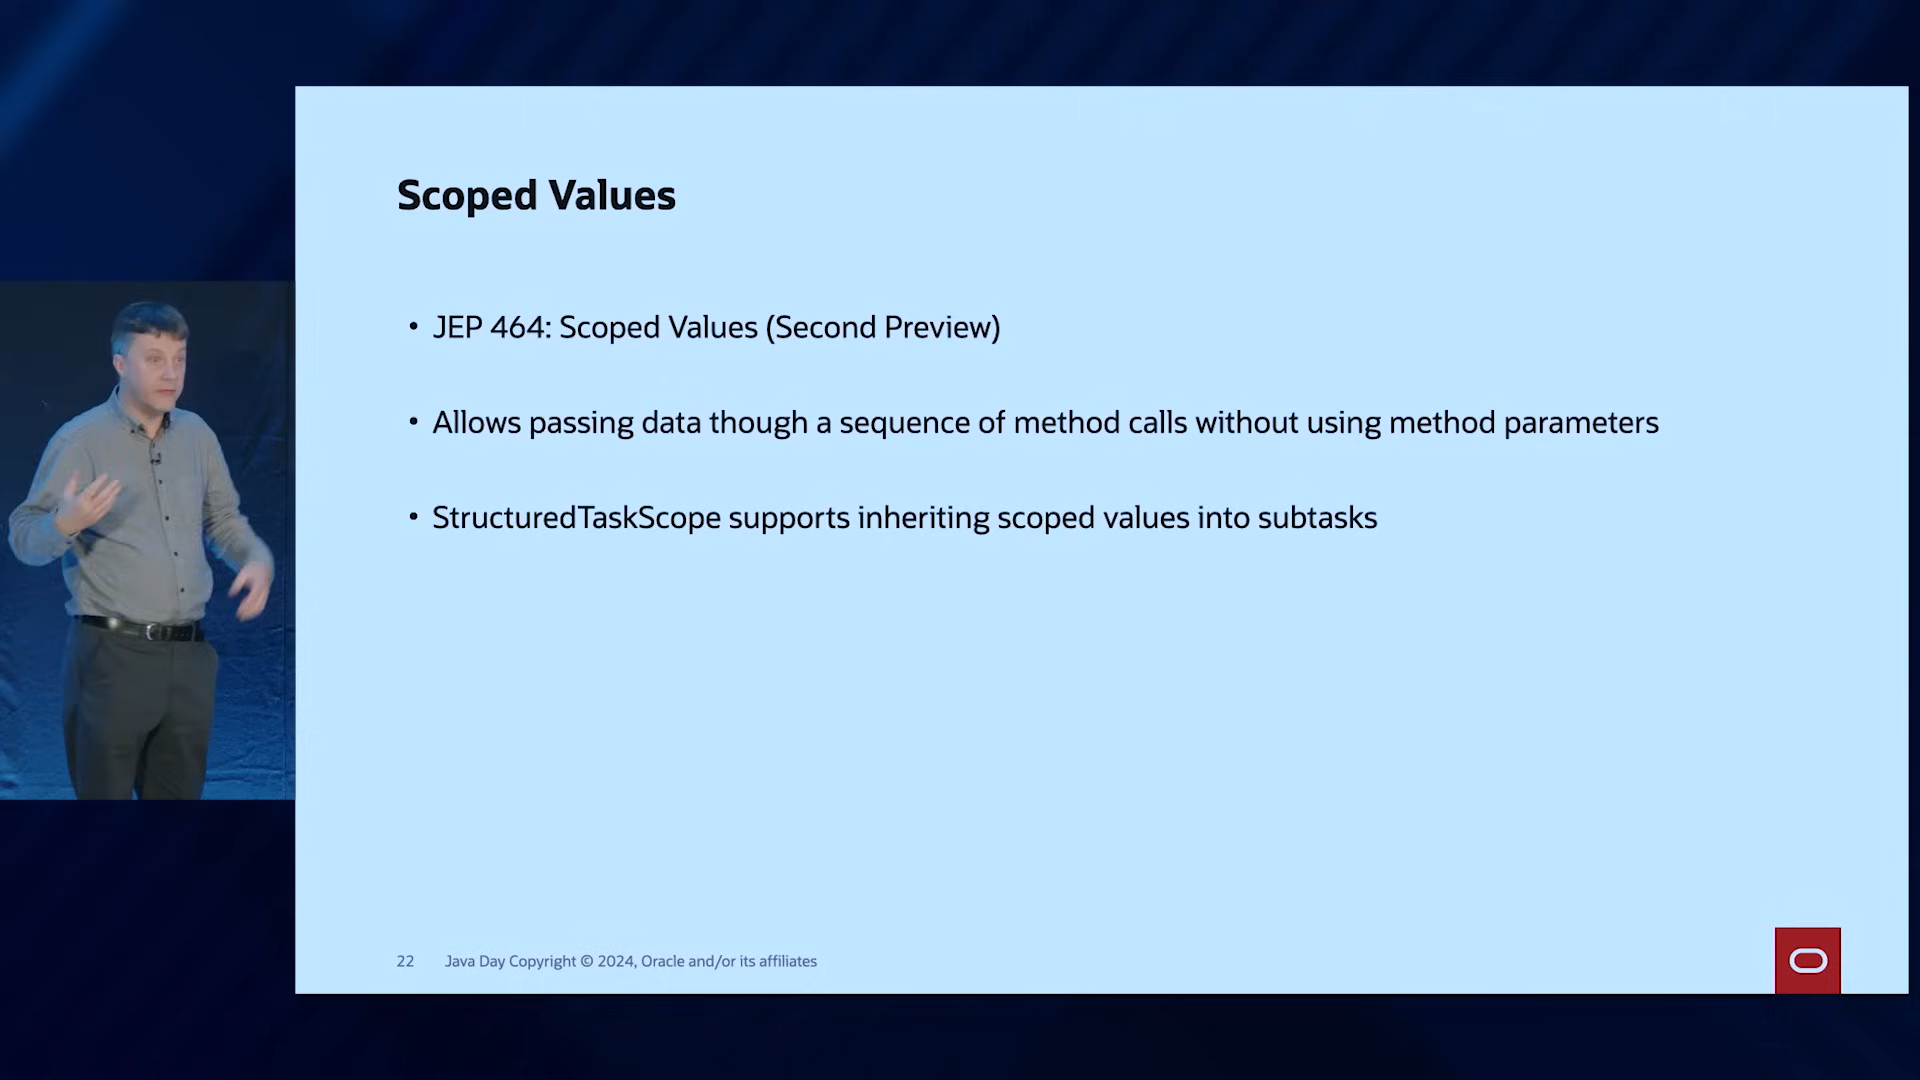 Scoped Values
• JEP 464: Scoped Values (Second Preview)
• Allows passing data though a sequence of method calls without using method parameters
• StructuredTaskScope supports inheriting scoped values into subtasks
22 Java Day Copyright © 2024, Oracle and/or its affiliates